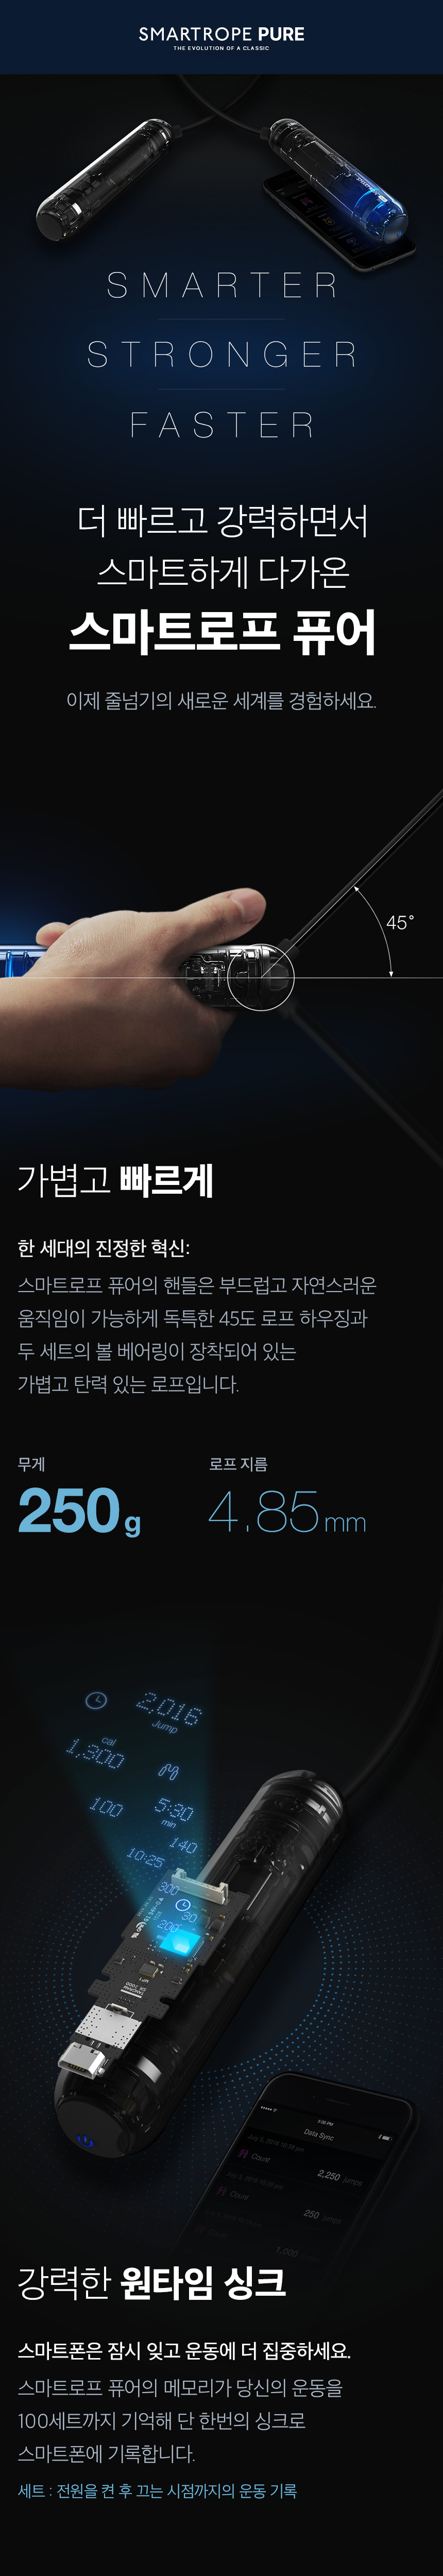 SMARTROPE PURE
THE EVOLUTION OF A CLASSIC
SMARTER
STRONGER
FASTER
더 빠르고 강력하면서
스마트하게 다가온
스마트로프 퓨어
이제 줄넘기의 새로운 세계를 경험하세요.
45°
가볍고 빠르게
한 세대의 진정한 혁신:
스마트로프 퓨어의 핸들은 부드럽고 자연스러운
움직임이 가능하게 독특한 45도 로프 하우징과
두 세트의 볼 베어링이 장착되어 있는
가볍고 탄력 있는 로프입니다.
무게
250g
로프 지름
4.85mm
2,016
Jump
cal
1,300
100
5:30
min
140
10:25
300
30
200
Data Sync
Count
2,250 jumps
Count
250 jumps
1,000
강력한 원타임 싱크
스마트폰은 잠시 잊고 운동에 더 집중하세요.
스마트로프 퓨어의 메모리가 당신의 운동을
100세트까지 기억해 단 한번의 싱크로
스마트폰에 기록합니다.
세트 : 전원을 켠 후 끄는 시점까지의 운동 기록